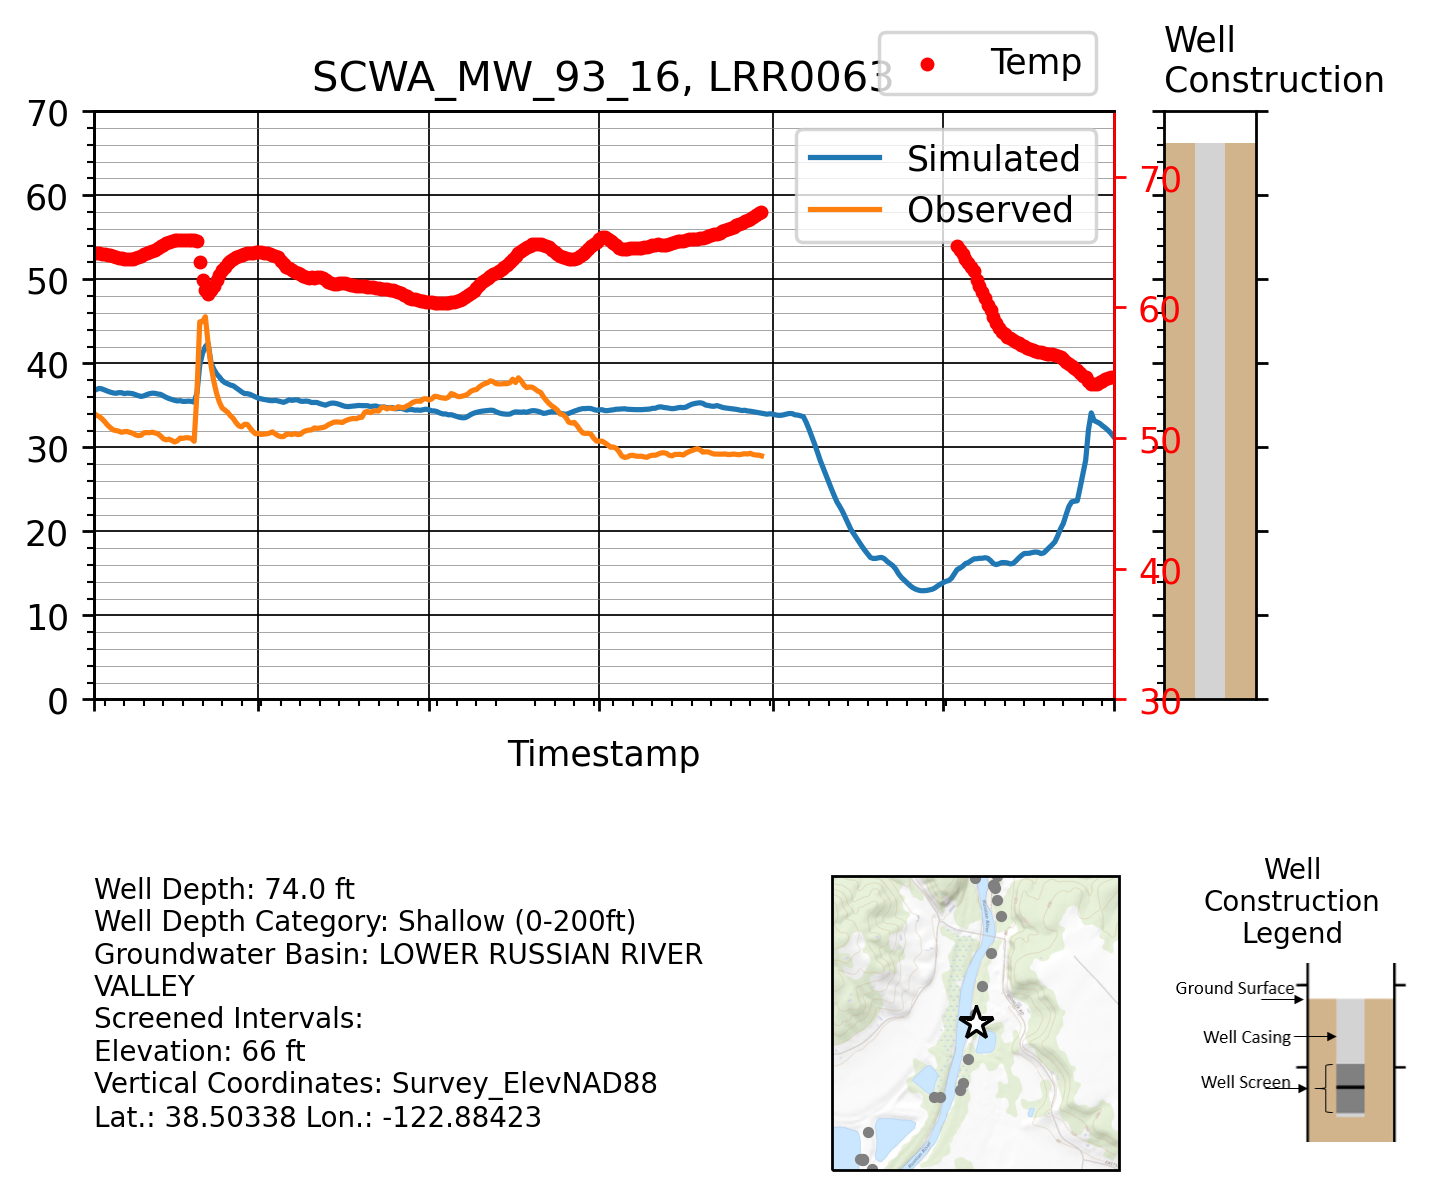 SCWA_MW_93_16, LRR0063
Temp
Well
Construction
Simulated
Observed
70
60
50
40
30
20
10
0
70
60
50
40
30
Timestamp
Well Depth: 74.0 ft
Well Depth Category: Shallow (0-200ft)
Groundwater Basin: LOWER RUSSIAN RIVER
VALLEY
Screened Intervals:
Elevation: 66 ft
Vertical Coordinates: Survey_ElevNAD88
Lat.: 38.50338 Lon.: -122.88423
Well
Construction
Legend
Ground Surface
Well Casing
Well Screen